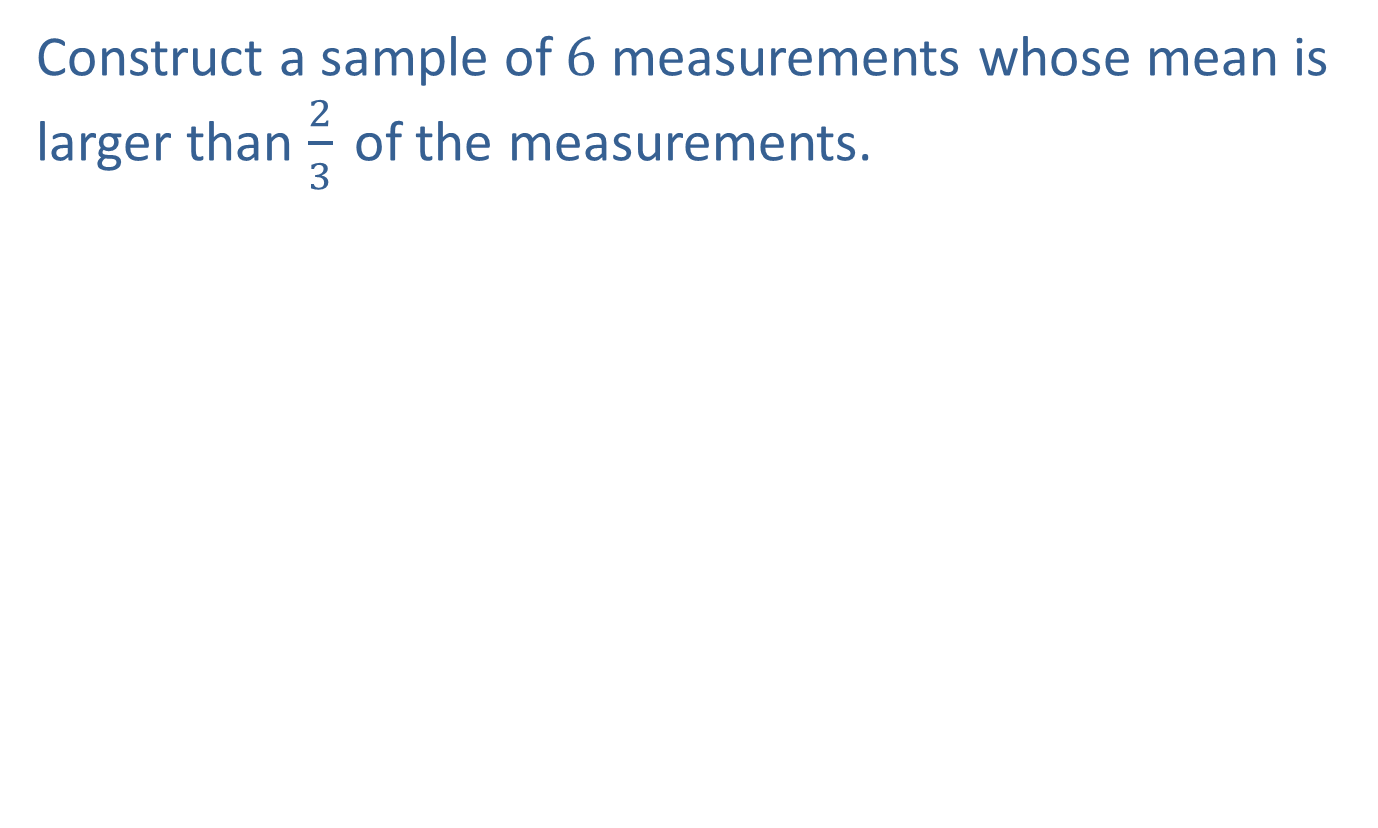 Construct a sample of 6 measurements whose mean is
larger than 2/3 of the measurements.